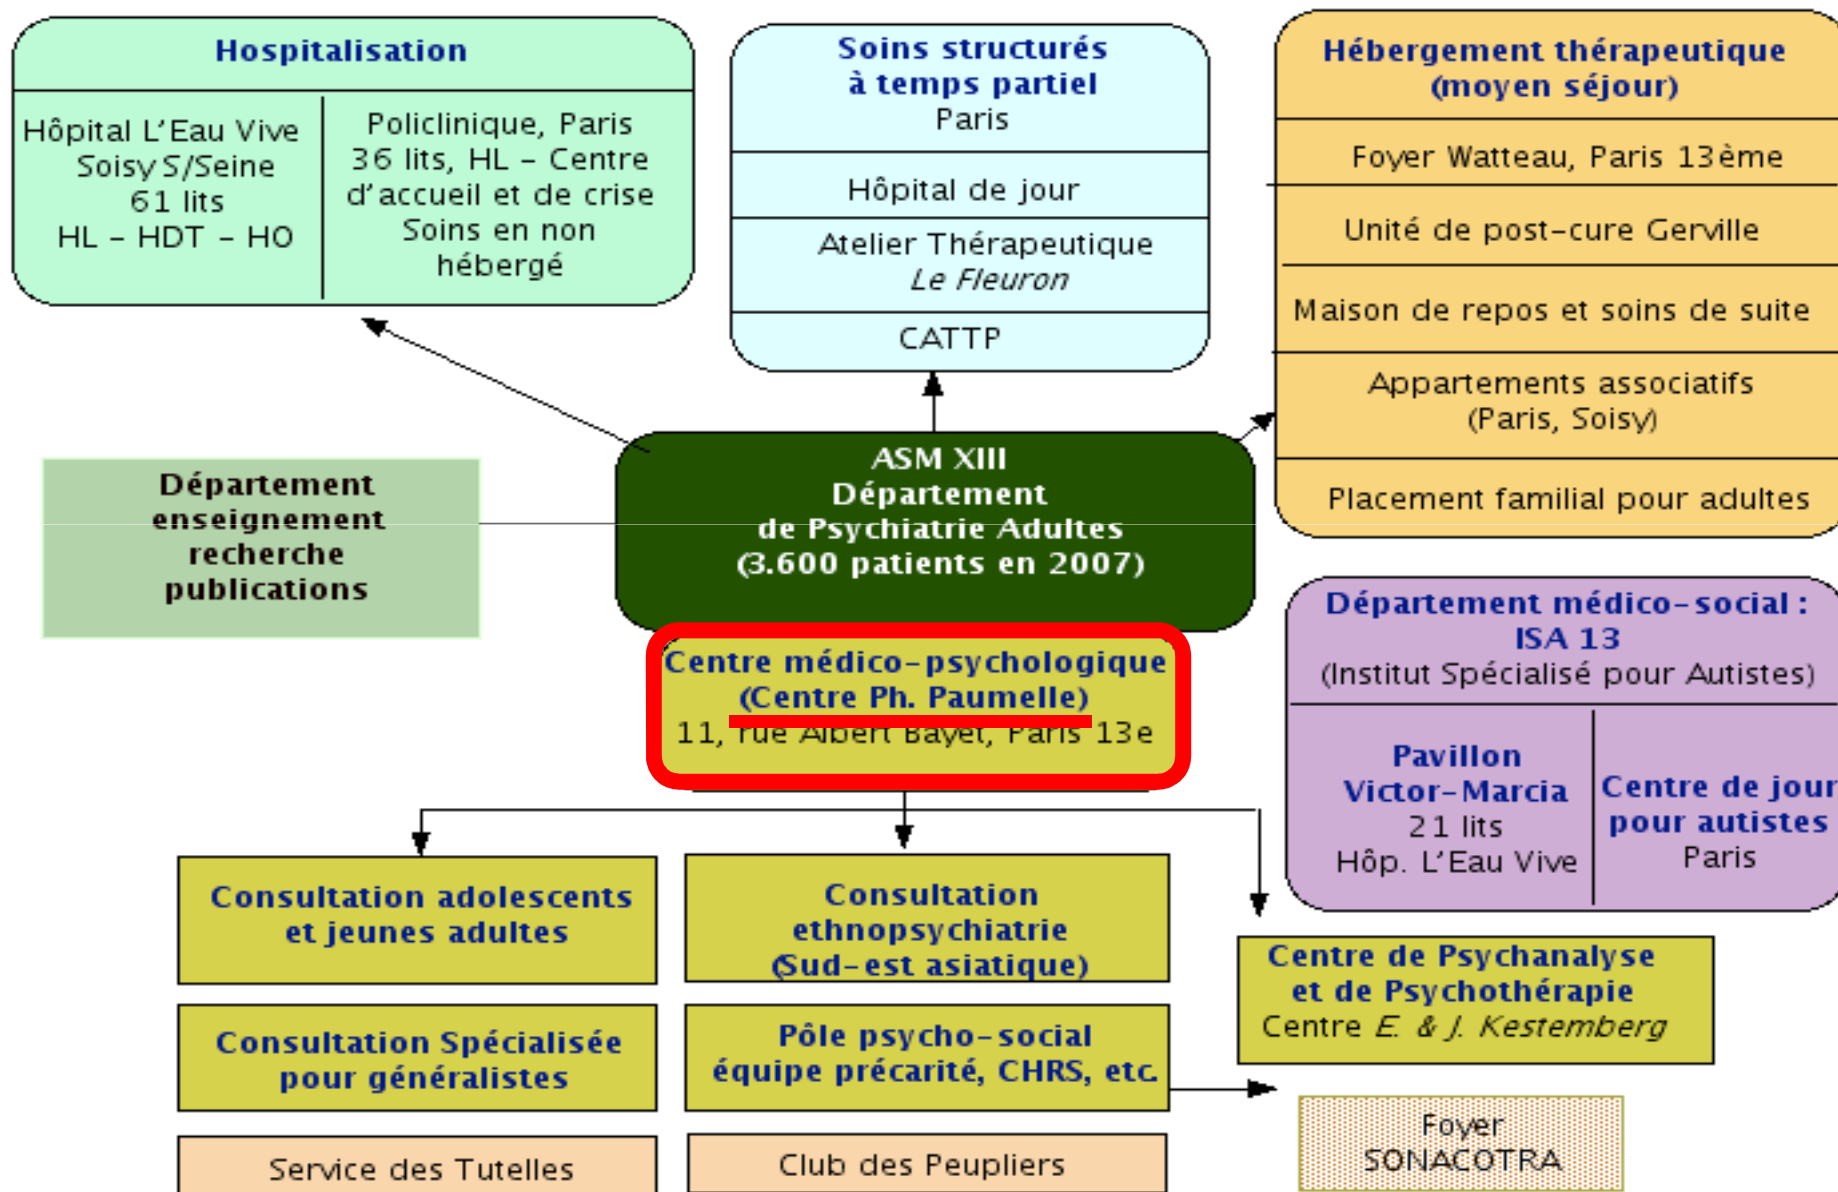 Hospitalisation
Hôpital L'Eau Vive
Soisy S/Seine
61 lits
HL – HDT – HO
Policlinique, Paris
36 lits, HL – Centre
d'accueil et de crise
Soins en non
hébergé
Soins structurés
à temps partiel
Paris
Hôpital de jour
Atelier Thérapeutique
Le Fleuron
CATTP
Hébergement thérapeutique
(moyen séjour)
Foyer Watteau, Paris 13ème
Unité de post–cure Gerville
Maison de repos et soins de suite
Appartements associatifs
(Paris, Soisy)
Placement familial pour adultes
Département
enseignement
recherche
publications
ASM XIII
Département
de Psychiatrie Adultes
(3.600 patients en 2007)
Centre médico–psychologique
(Centre Ph. Paumelle)
11, rue Albert Bayet, Paris 13e
Département médico–social :
ISA 13
(Institut Spécialisé pour Autistes)
Pavillon
Victor–Marcia
21 lits
Hôp. L'Eau Vive
Centre de jour
pour autistes
Paris
Consultation adolescents
et jeunes adultes
Consultation
ethnopsychiatrie
(Sud–est asiatique)
Centre de Psychanalyse
et de Psychothérapie
Centre E. & J. Kestemberg
Consultation Spécialisée
pour généralistes
Pôle psycho–social
équipe précarité, CHRS, etc.
Foyer
SONACOTRA
Service des Tutelles
Club des Peupliers